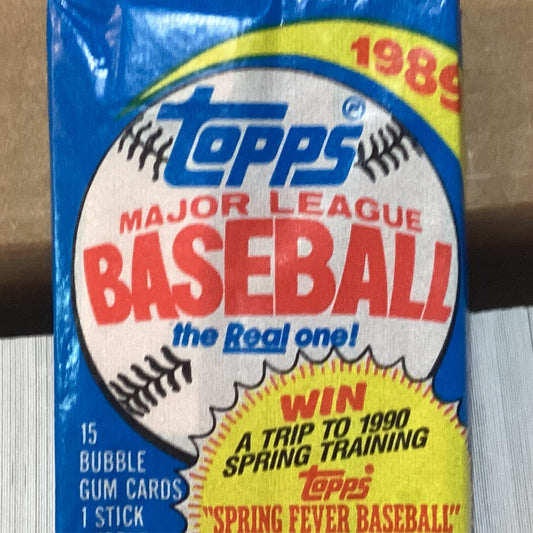 1989
topps®
MAJOR LEAGUE
BASEBALL
the Real one!
15
BUBBLE
GUM CARDS
1 STICK
WIN
A TRIP TO 1990
SPRING TRAINING
topps
"SPRING FEVER BASEBALL"